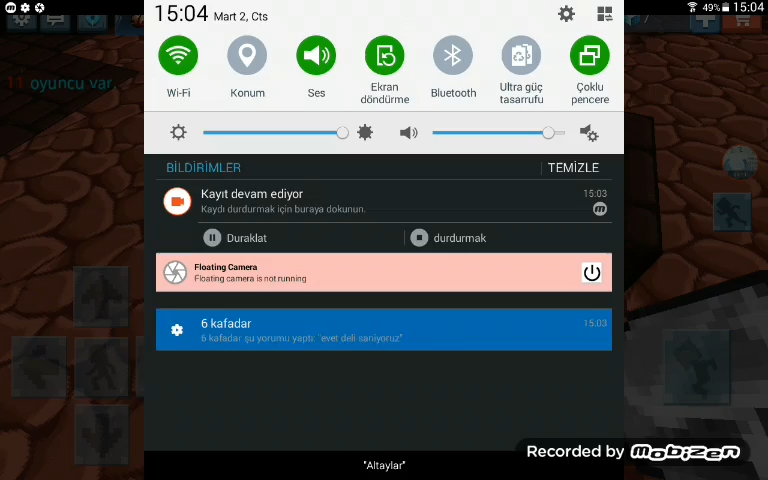 15:04 Mart 2, Cts
49% 15:04
11 oyuncu var.
Wi-Fi
Konum
Ses
Ekran döndürme
Bluetooth
Ultra güç tasarrufu
Çoklu pencere
BİLDİRİMLER
TEMİZLE
Kayıt devam ediyor
15:03
Kaydı durdurmak için buraya dokunun.
Duraklat
durdurmak
Floating Camera
Floating camera is not running
6 kafadar
15:03
6 kafadar şu yorumu yaptı: "evet deli saniyoruz"
Recorded by Mobizen
"Altaylar"